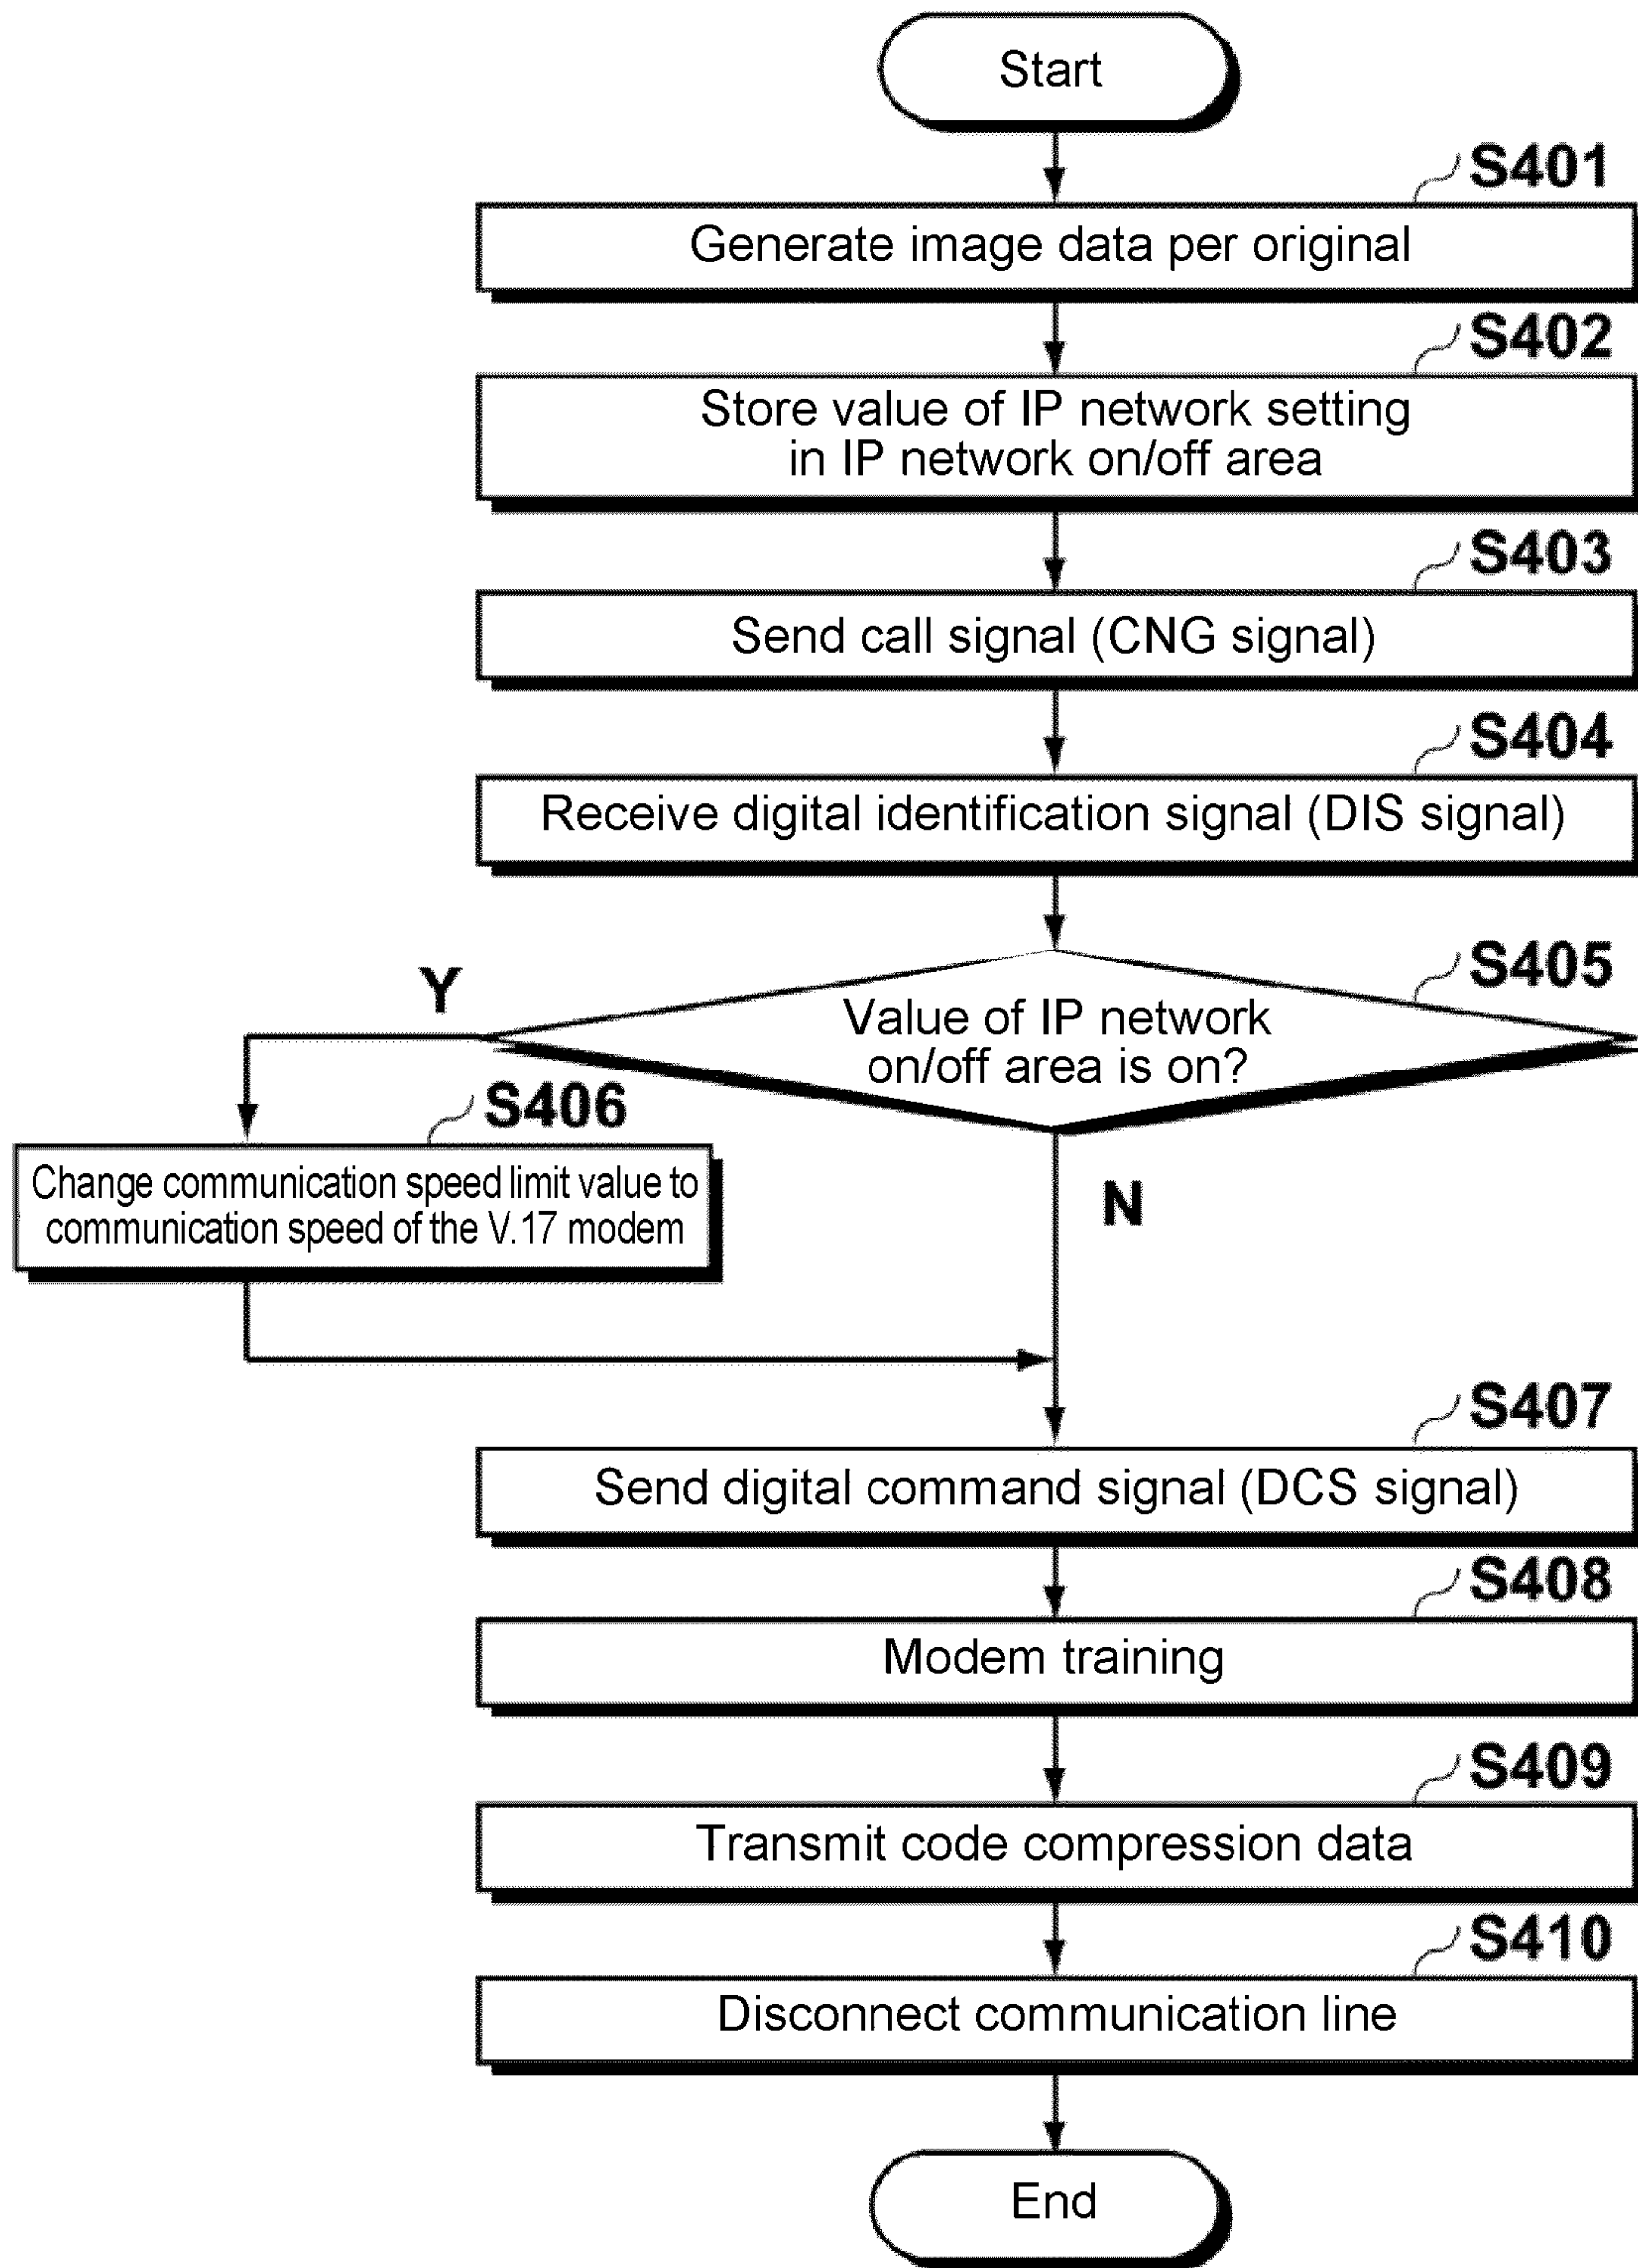 Start
S401
Generate image data per original
S402
Store value of IP network setting
in IP network on/off area
S403
Send call signal (CNG signal)
S404
Receive digital identification signal (DIS signal)
S405
Y
Value of IP network
on/off area is on?
S406
Change communication speed limit value to
communication speed of the V.17 modem
N
S407
Send digital command signal (DCS signal)
S408
Modem training
S409
Transmit code compression data
S410
Disconnect communication line
End